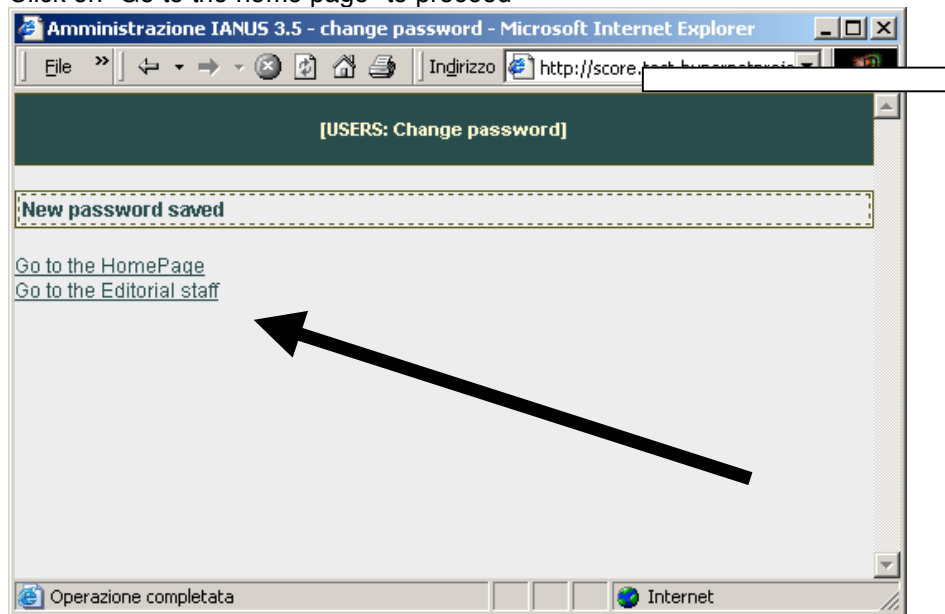 Click on "Go to the home page" to proceed
Amministrazione IANUS 3.5 - change password - Microsoft Internet Explorer
File » Indirizzo http://score.
[USERS: Change password]
New password saved
Go to the HomePage
Go to the Editorial staff
Operazione completata Internet